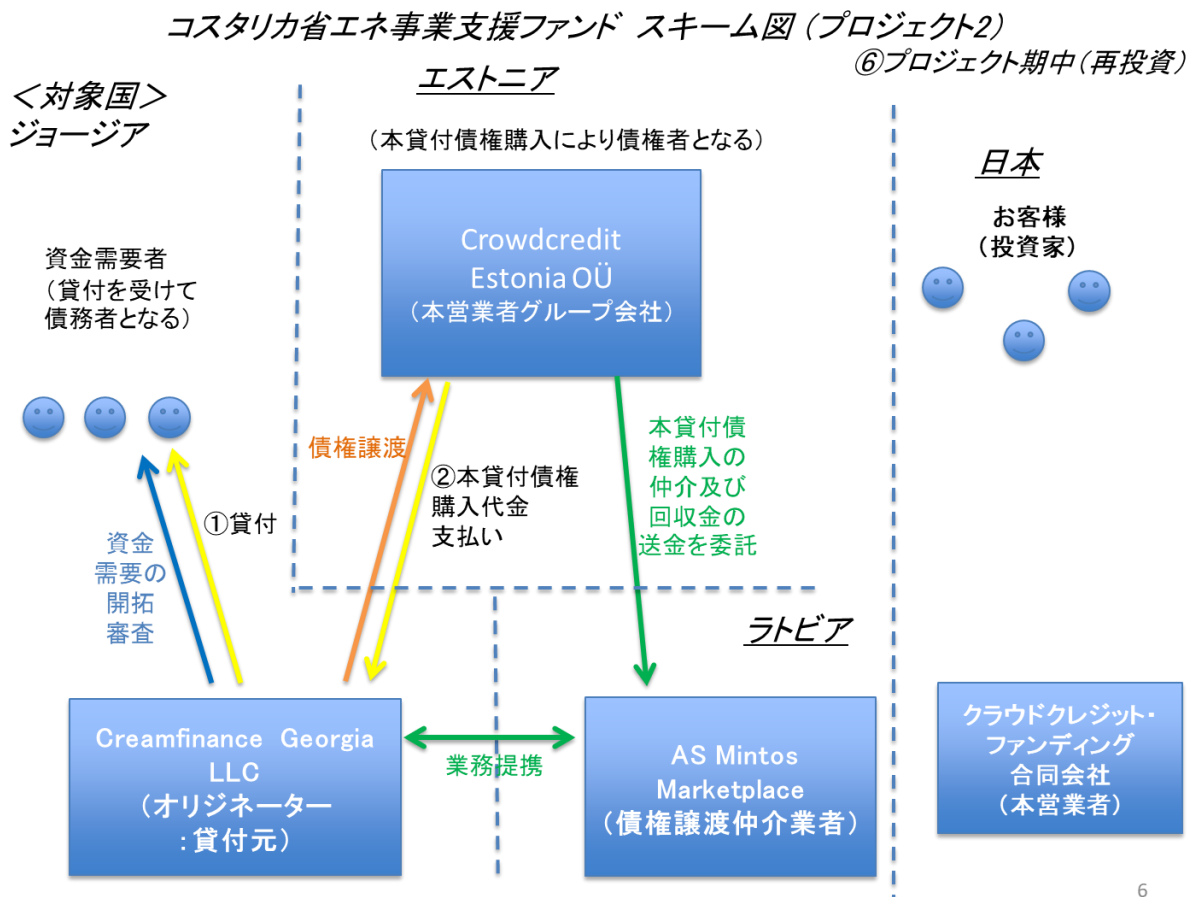 コスタリカ省エネ事業支援ファンド スキーム図（プロジェクト2）
⑥プロジェクト期中（再投資）
＜対象国＞
ジョージア
エストニア
（本貸付債権購入により債権者となる）
日本
お客様
（投資家）
資金需要者
（貸付を受けて
債務者となる）
Crowdcredit
Estonia OÜ
（本営業者グループ会社）
債権譲渡
②本貸付債権
購入代金
支払い
本貸付債
権購入の
仲介及び
回収金の
送金を委託
①貸付
資金
需要の
開拓
審査
ラトビア
Creamfinance Georgia
LLC
（オリジネーター
：貸付元）
業務提携
AS Mintos
Marketplace
（債権譲渡仲介業者）
クラウドクレジット・
ファンディング
合同会社
（本営業者）
6